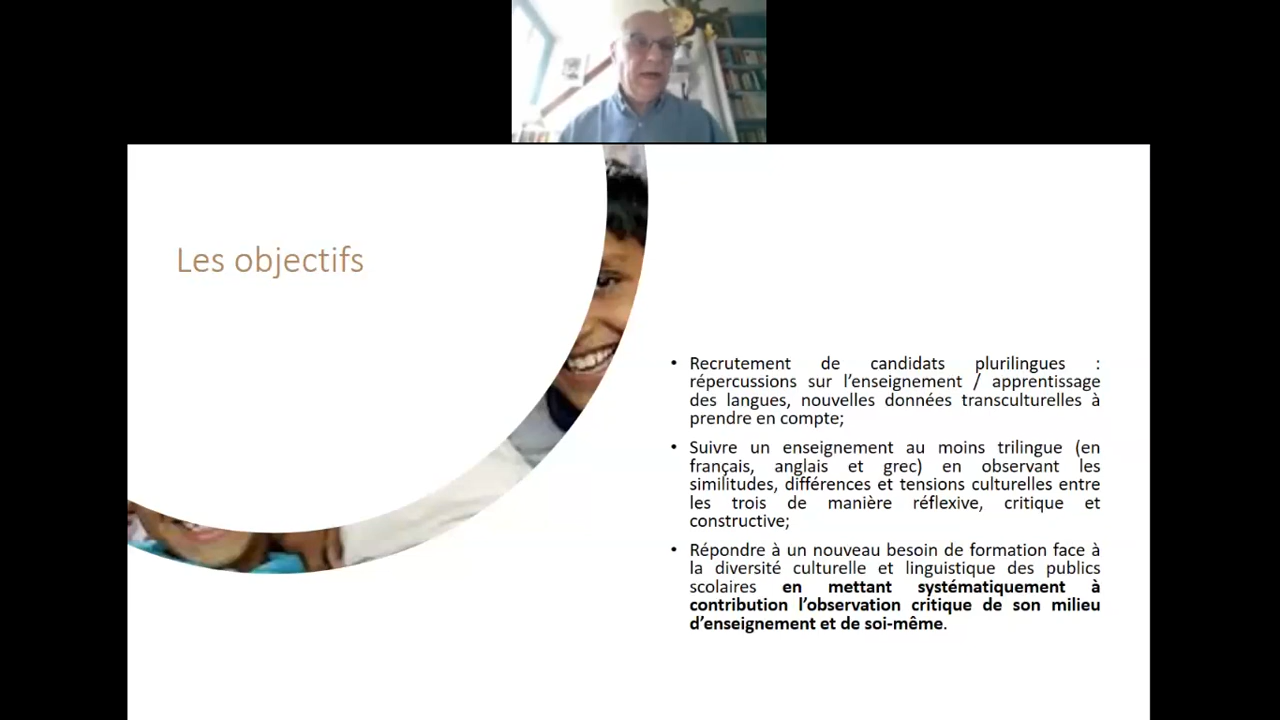 Les objectifs
• Recrutement de candidats plurilingues :
répercussions sur l’enseignement / apprentissage
des langues, nouvelles données transculturelles à
prendre en compte;
• Suivre un enseignement au moins trilingue (en
français, anglais et grec) en observant les
similitudes, différences et tensions culturelles entre
les trois de manière réflexive, critique et
constructive;
• Répondre à un nouveau besoin de formation face à
la diversité culturelle et linguistique des publics
scolaires en mettant systématiquement à
contribution l’observation critique de son milieu
d’enseignement et de soi-même.